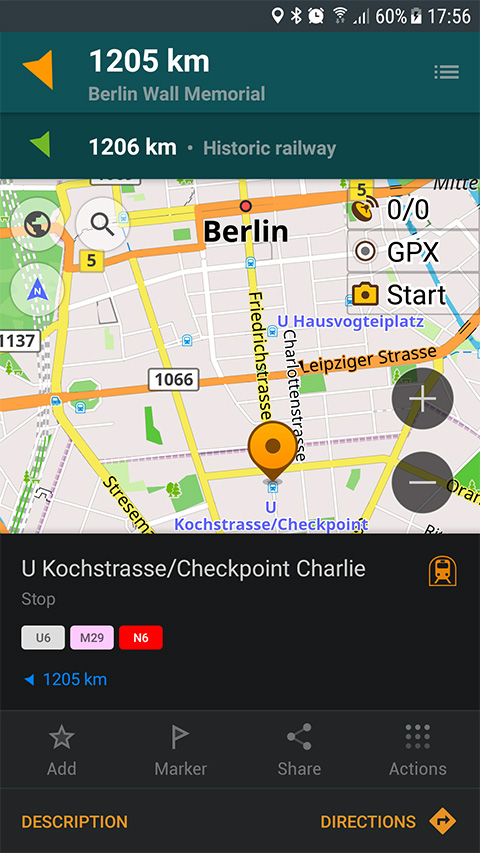 60% 17:56
1205 km
Berlin Wall Memorial
1206 km • Historic railway
Mitte
5
0/0
Berlin
5
GPX
N
Start
U Hausvogteiplatz
1137
Friedrichstrasse
Charlottenstrasse
Leipziger Strasse
1066
Stresema
Oran
U
Kochstrasse/Checkpoint
U Kochstrasse/Checkpoint Charlie
Stop
U6 M29 N6
1205 km
Add Marker Share Actions
DESCRIPTION DIRECTIONS